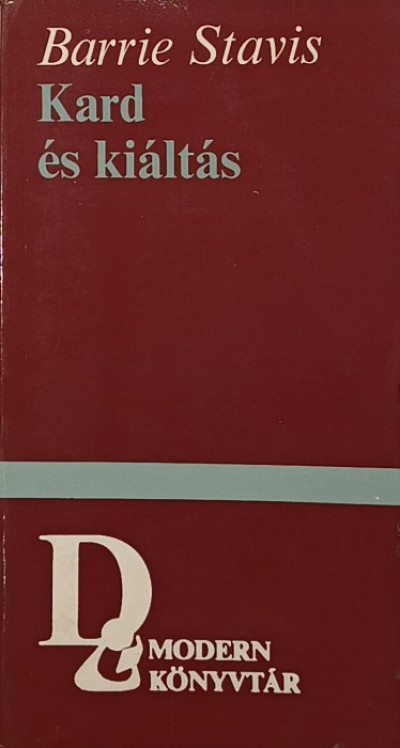 Barrie Stavis
Kard
és kiáltás
D
MODERN
KÖNYVTÁR